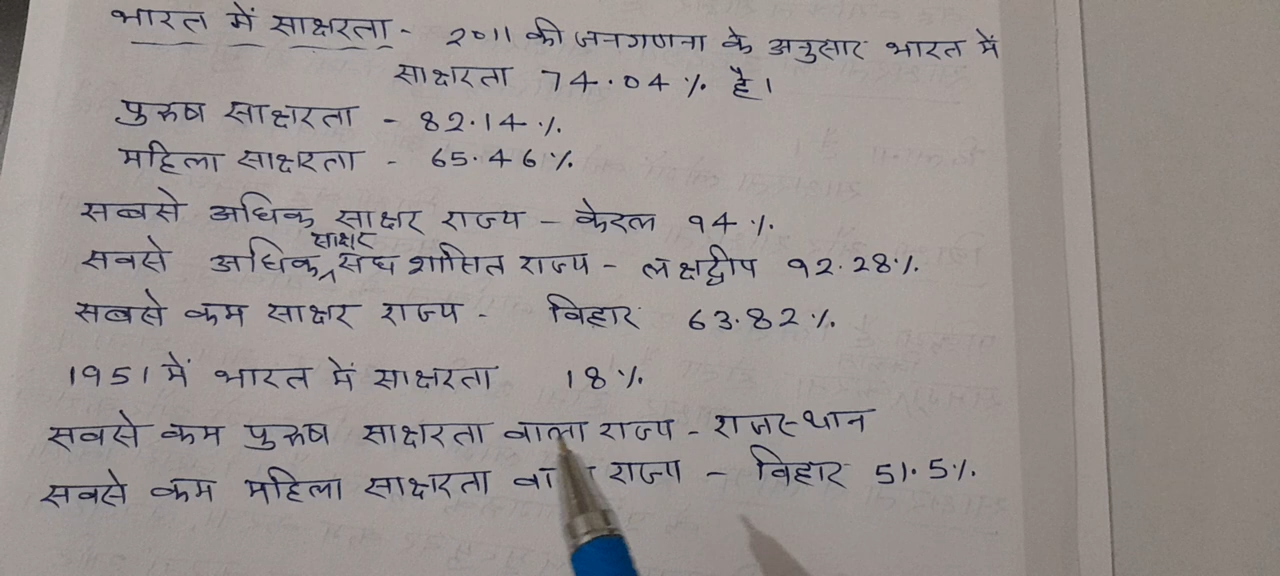 भारत में साक्षरता - 2011 की जनगणना के अनुसार भारत में
साक्षरता 74.04% है।
पुरुष साक्षरता - 82.14%
महिला साक्षरता - 65.46%
सबसे अधिक साक्षर राज्य - केरल 94%
सबसे अधिक साक्षर संघ शासित राज्य - लक्षद्वीप 92.28%
सबसे कम साक्षर राज्य - बिहार 63.82%
1951 में भारत में साक्षरता 18%
सबसे कम पुरुष साक्षरता वाला राज्य - राजस्थान
सबसे कम महिला साक्षरता राज्य - बिहार 51.5%